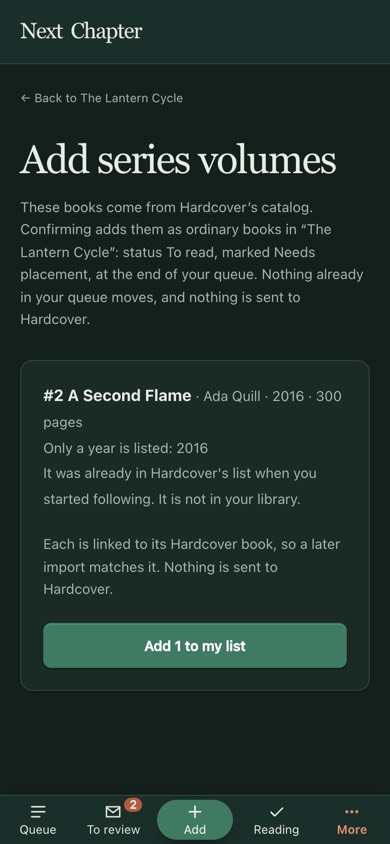 Next Chapter
← Back to The Lantern Cycle
Add series volumes
These books come from Hardcover’s catalog.
Confirming adds them as ordinary books in “The
Lantern Cycle”: status To read, marked Needs
placement, at the end of your queue. Nothing already
in your queue moves, and nothing is sent to
Hardcover.
#2 A Second Flame · Ada Quill · 2016 · 300
pages
Only a year is listed: 2016
It was already in Hardcover's list when you
started following. It is not in your library.
Each is linked to its Hardcover book, so a later
import matches it. Nothing is sent to
Hardcover.
Add 1 to my list
2
Queue
To review
Add
Reading
More